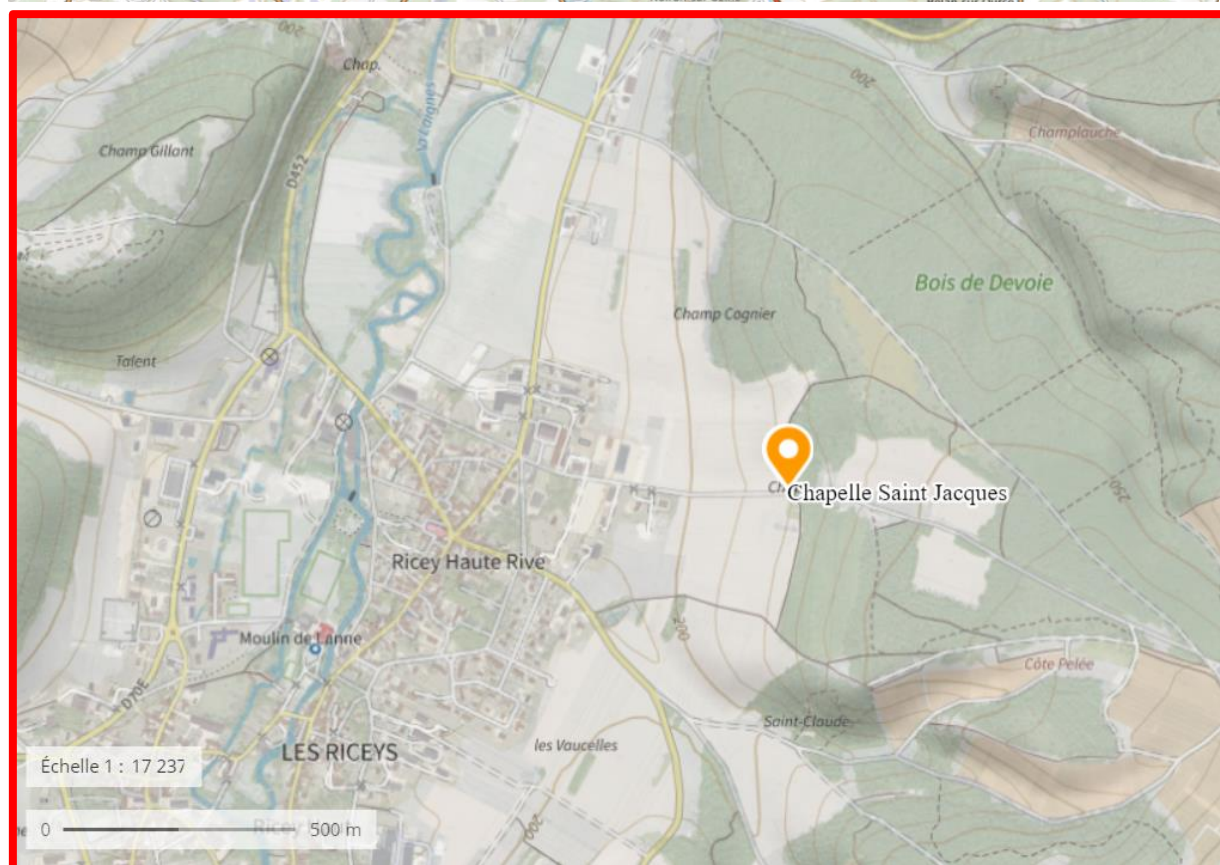 200
Chap.
la Laignes
200
Champlauche
Champ Gillant
D452
Bois de Devoie
Champ Cognier
Talent
Chapelle Saint Jacques
250
Ricey Haute Rive
Moulin de Lanne
200
Côte Pelée
D70E
Saint-Claude
les Vaucelles
LES RICEYS
Échelle 1 : 17 237
200
0 500 m